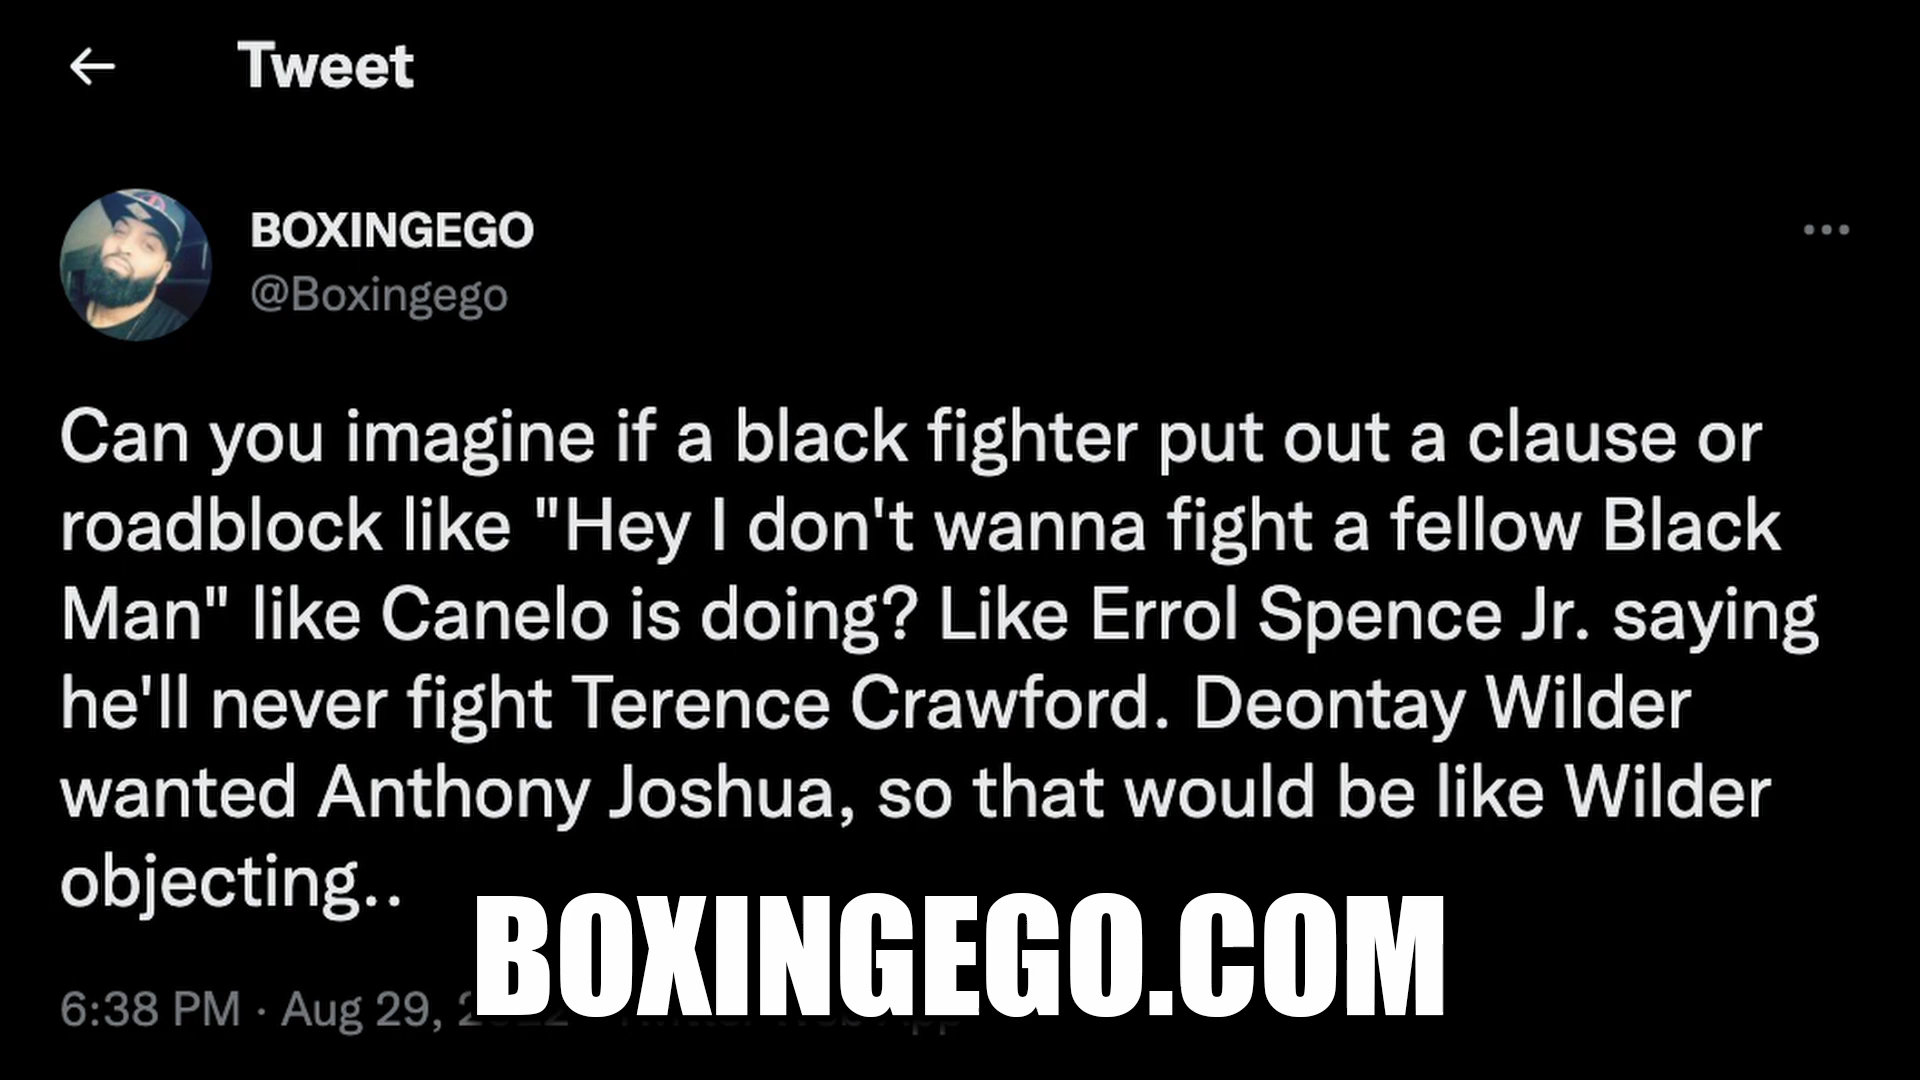 Tweet
BOXINGEGO
@Boxingego
Can you imagine if a black fighter put out a clause or
roadblock like "Hey I don't wanna fight a fellow Black
Man" like Canelo is doing? Like Errol Spence Jr. saying
he'll never fight Terence Crawford. Deontay Wilder
wanted Anthony Joshua, so that would be like Wilder
objecting..
BOXINGEGO.COM
6:38 PM · Aug 29,